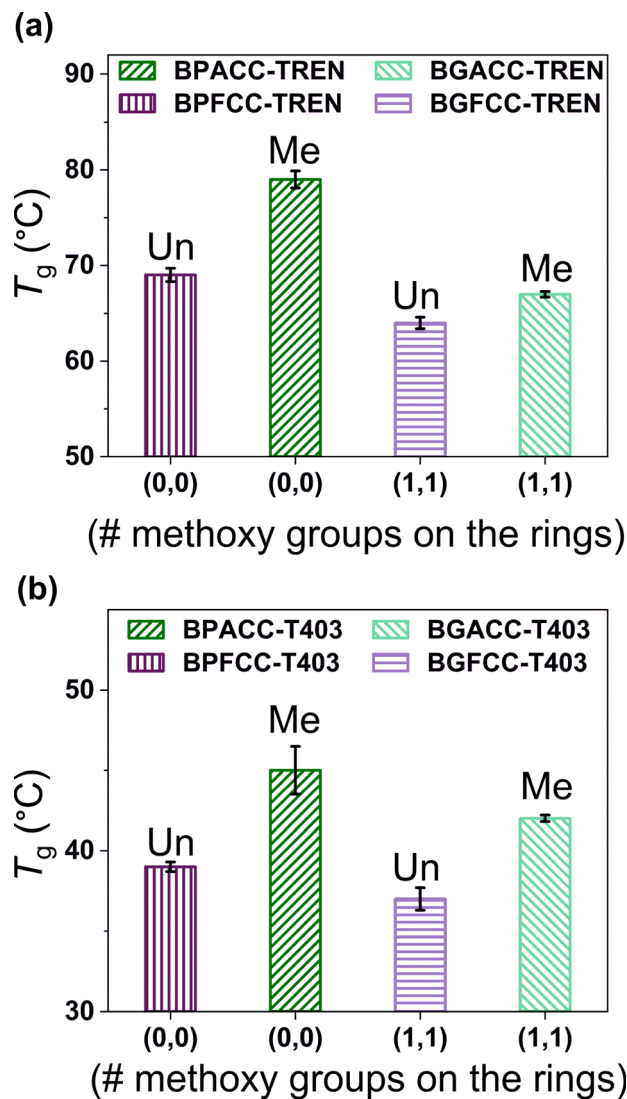 (a)
BPACC-TREN BGACC-TREN
BPFCC-TREN BGFCC-TREN
90
80
70
60
50
Tg (°C)
Un
Me
Un
Me
(0,0) (0,0) (1,1) (1,1)
(# methoxy groups on the rings)
(b)
BPACC-T403 BGACC-T403
BPFCC-T403 BGFCC-T403
50
40
30
Tg (°C)
Un
Me
Un
Me
(0,0) (0,0) (1,1) (1,1)
(# methoxy groups on the rings)